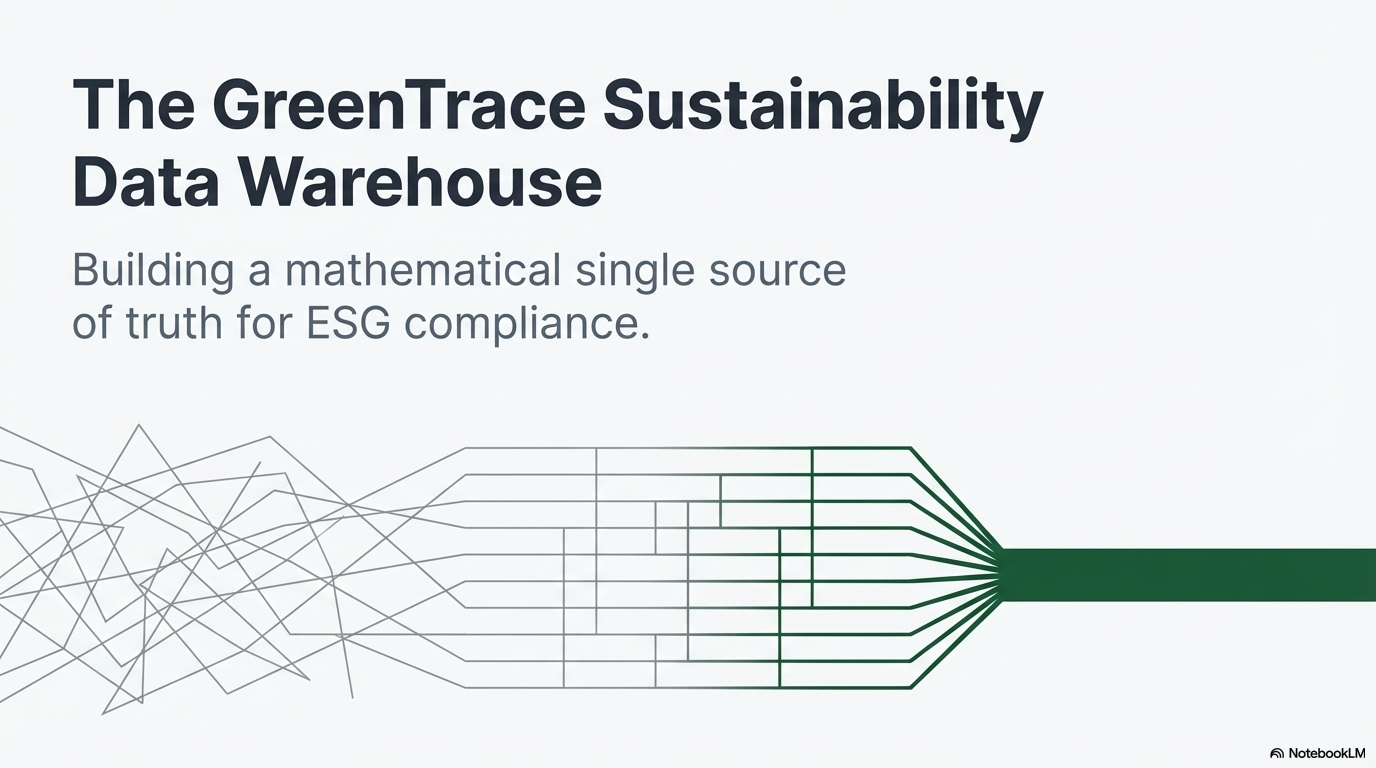 The GreenTrace Sustainability
Data Warehouse
Building a mathematical single source
of truth for ESG compliance.
NotebookLM